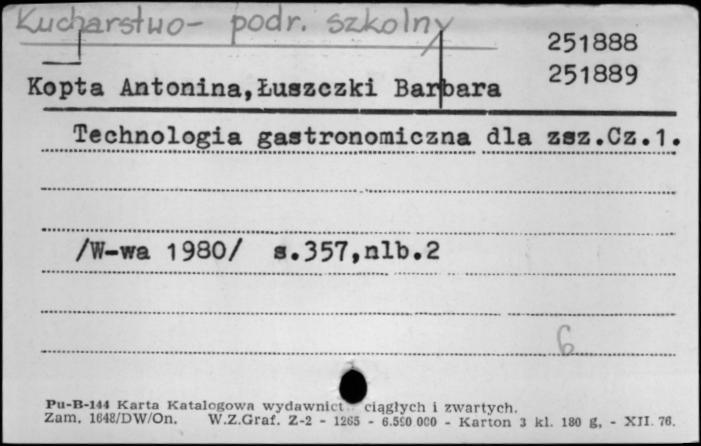 Kucharstwo- podr. szkolny
251888
251889
Kopta Antonina,Łuszczki Barbara
Technologia gastronomiczna dla zsz.Cz.1.
/W-wa 1980/ s.357,nlb.2
6
Pu-B-144 Karta Katalogowa wydawnict ciągłych i zwartych.
Zam. 1648/DW/On. W.Z.Graf. Z-2 - 1265 - 6.550 000 - Karton 3 kl. 180 g, - XII. 76.